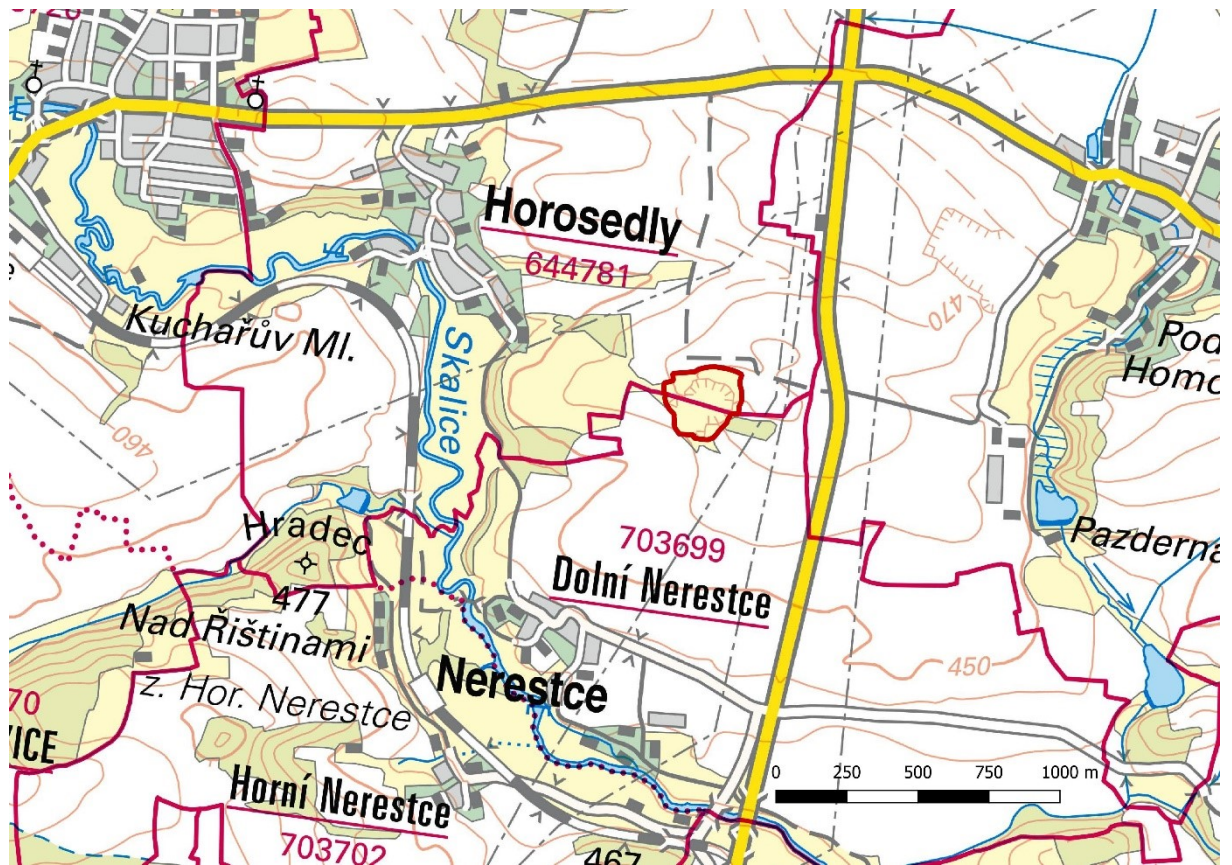 Horosedly
644781
Kuchařův Ml.
Skalice
470
Pod
Homo
460
Hradec
477
Nad Řištinami
z. Hor. Nerestce
703699
Dolní Nerestce
Pazderna
450
70
VICE
Nerestce
Horní Nerestce
703702
0 250 500 750 1000 m
467